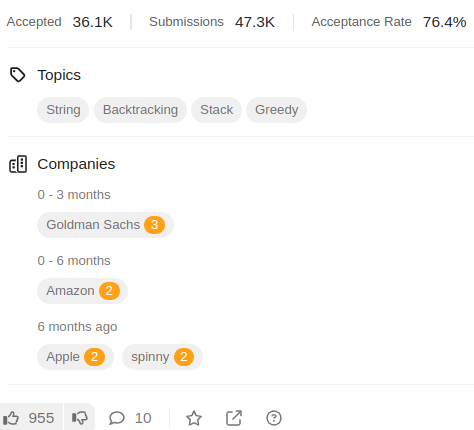 Accepted 36.1K Submissions 47.3K Acceptance Rate 76.4%
Topics
String Backtracking Stack Greedy
Companies
0 - 3 months
Goldman Sachs 3
0 - 6 months
Amazon 2
6 months ago
Apple 2 spinny 2
955 10